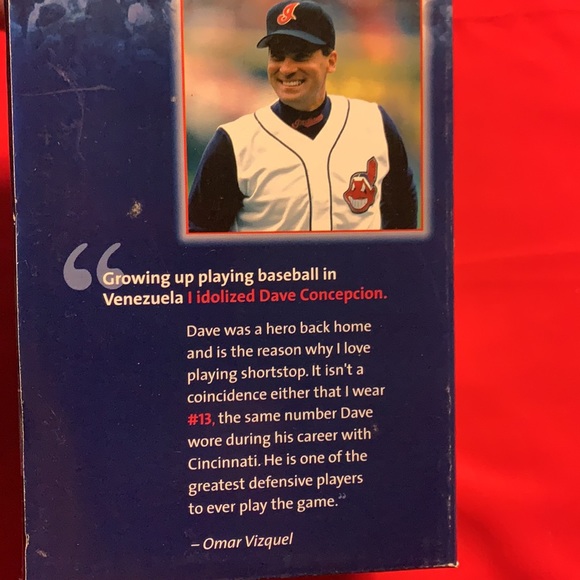 “Growing up playing baseball in
Venezuela I idolized Dave Concepcion.
Dave was a hero back home
and is the reason why I love
playing shortstop. It isn't a
coincidence either that I wear
#13, the same number Dave
wore during his career with
Cincinnati. He is one of the
greatest defensive players
to ever play the game.”
– Omar Vizquel